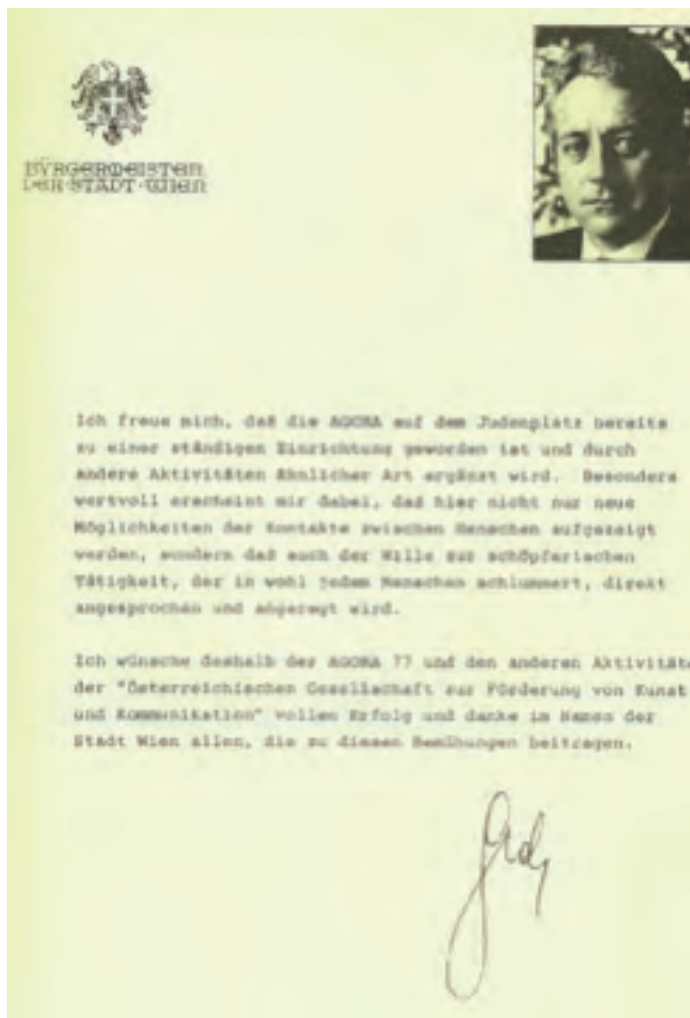 BÜRGERMEISTER
DER·STADT·WIEN
Ich freue mich, daß die AGORA auf dem Judenplatz bereits
zu einer ständigen Einrichtung geworden ist und durch
andere Aktivitäten ähnlicher Art ergänzt wird. Besonders
wertvoll erscheint mir dabei, daß hier nicht nur neue
Möglichkeiten der Kontakte zwischen Menschen aufgezeigt
werden, sondern daß auch der Wille zur schöpferischen
Tätigkeit, der in wohl jedem Menschen schlummert, direkt
angesprochen und angeregt wird.
Ich wünsche deshalb der AGORA 77 und den anderen Aktivitäte
der "Österreichischen Gesellschaft zur Förderung von Kunst
und Kommunikation" vollen Erfolg und danke im Namen der
Stadt Wien allen, die zu diesen Bemühungen beitragen.